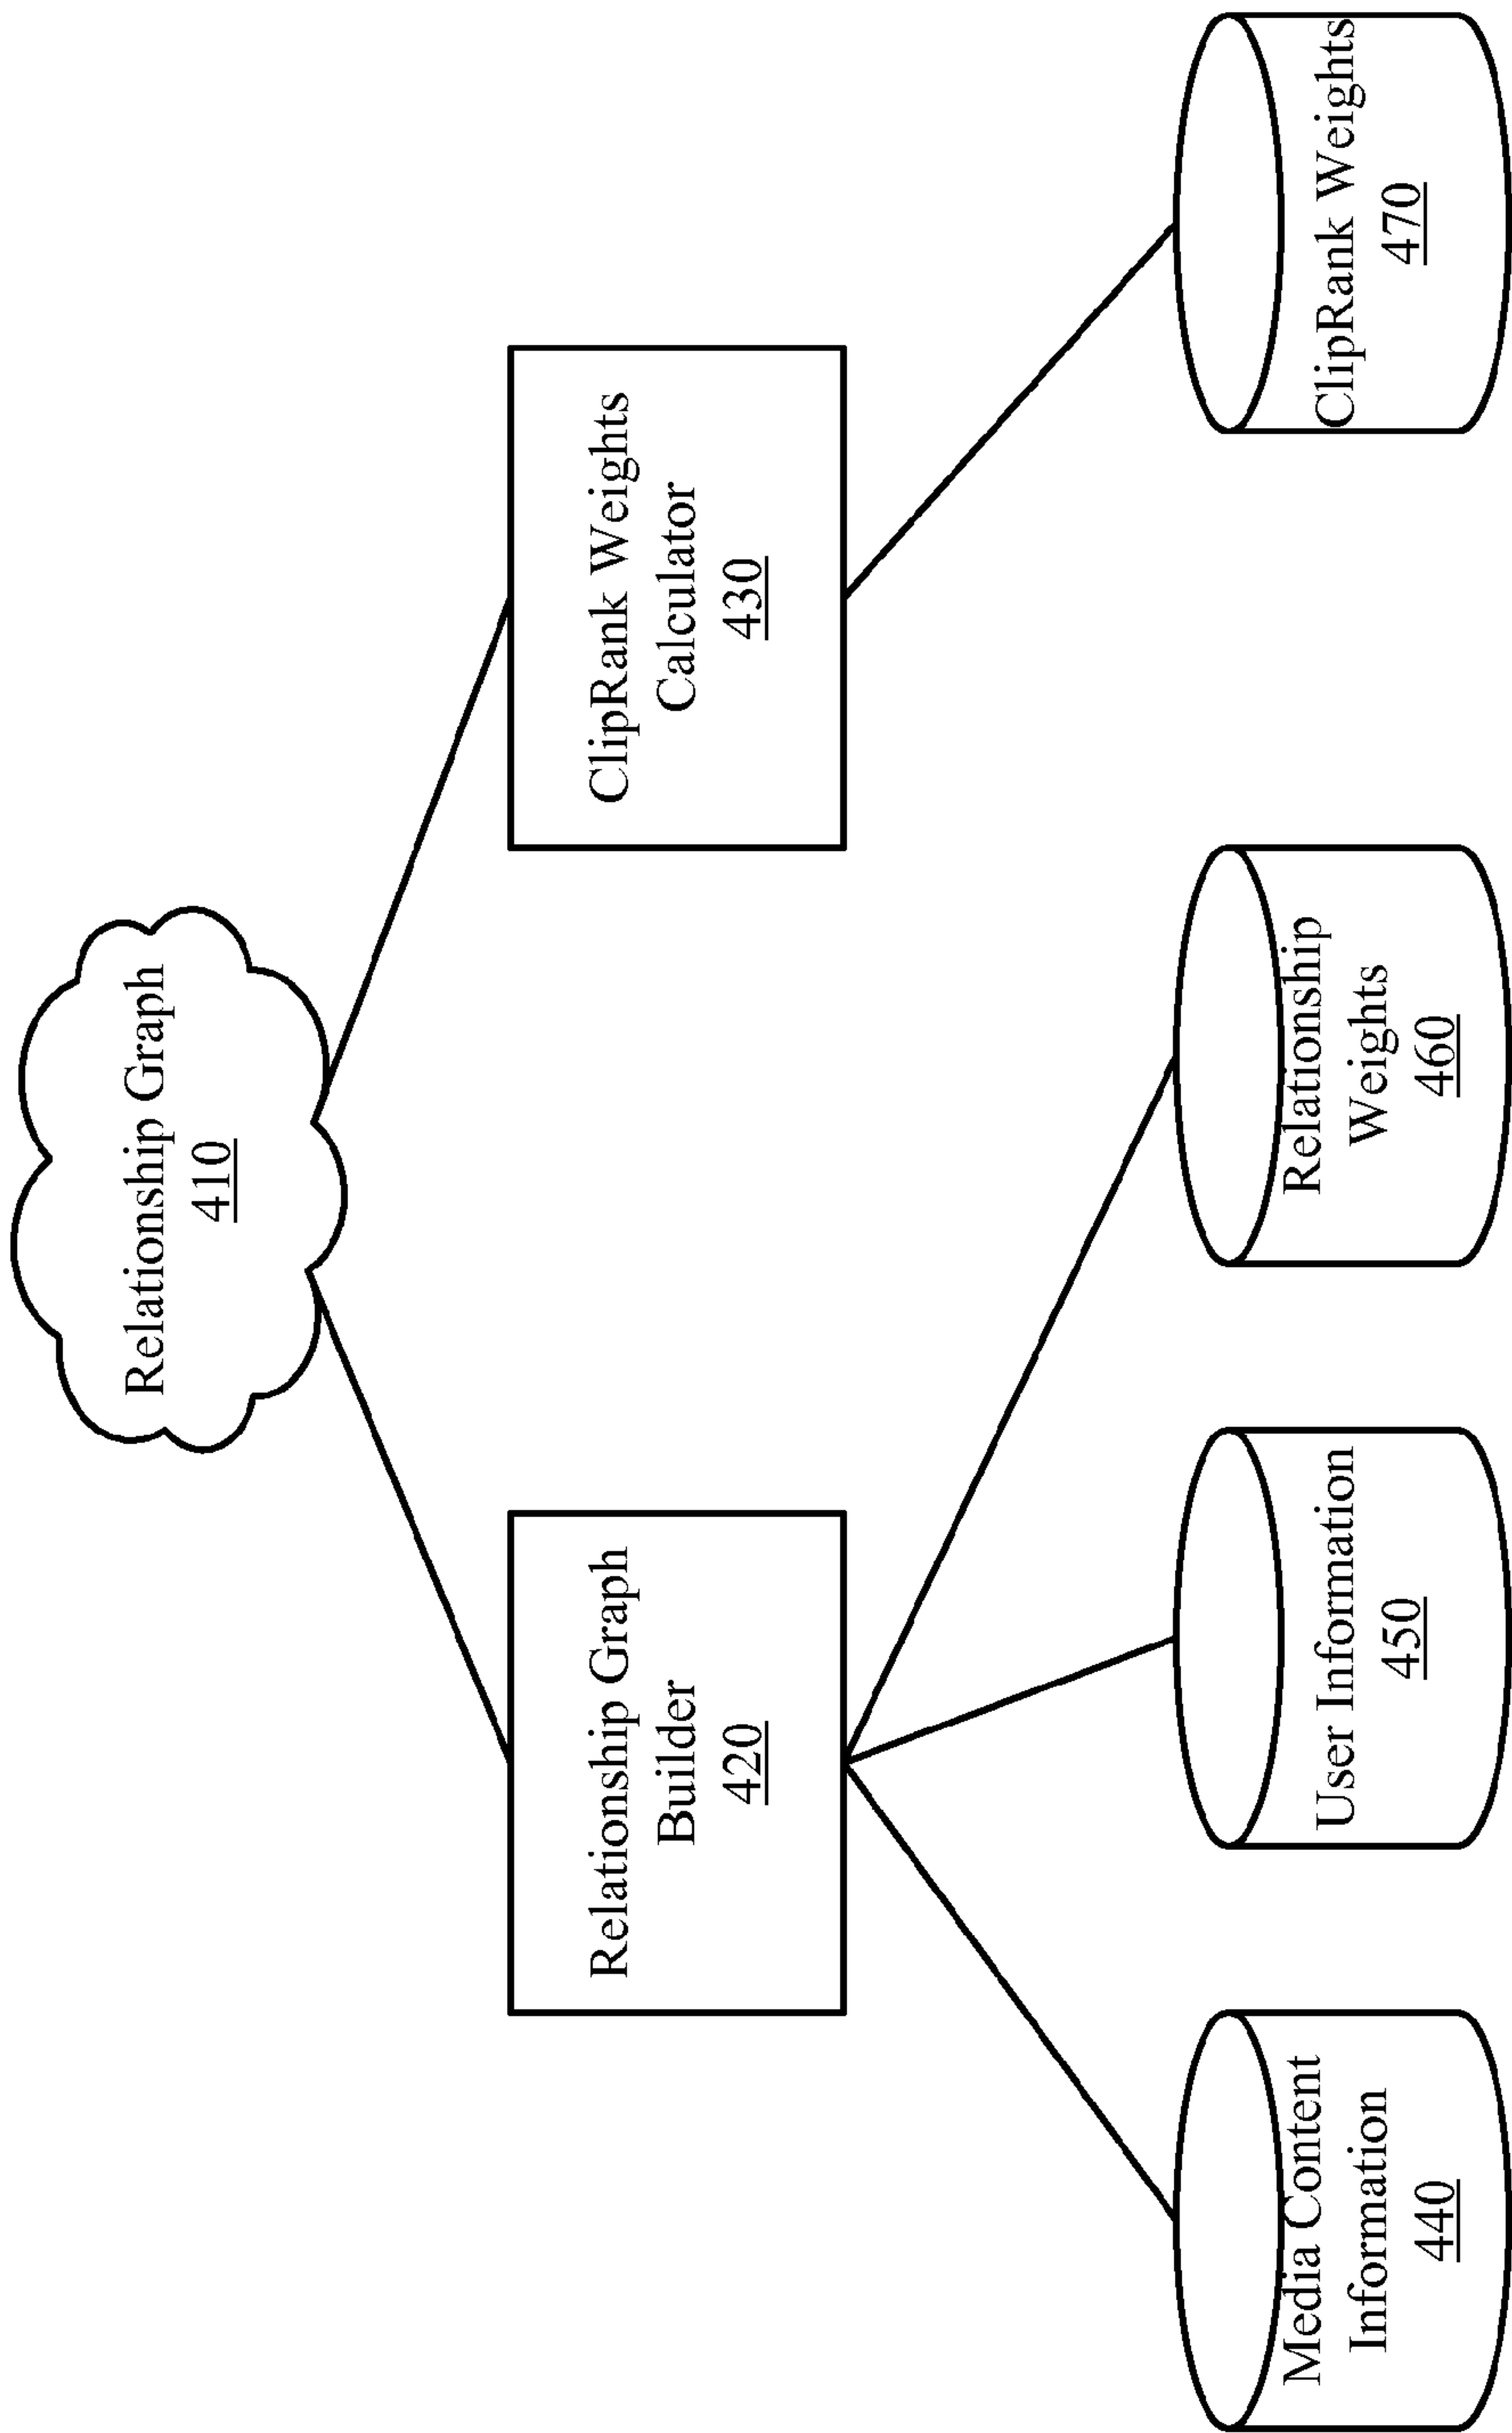 Relationship Graph
410
Relationship Graph
Builder
420
ClipRank Weights
Calculator
430
Media Content
Information
440
User Information
450
Relationship
Weights
460
ClipRank Weights
470